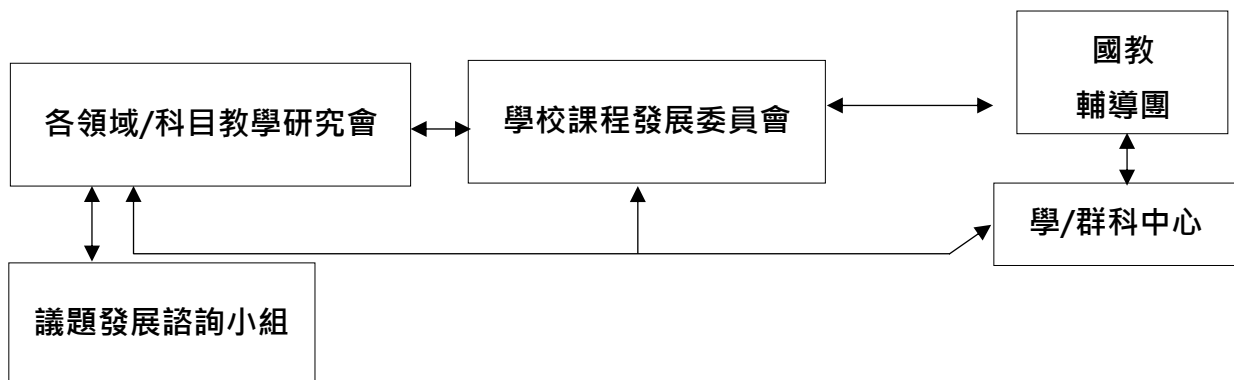 各領域/科目教學研究會
學校課程發展委員會
國教
輔導團
學/群科中心
議題發展諮詢小組